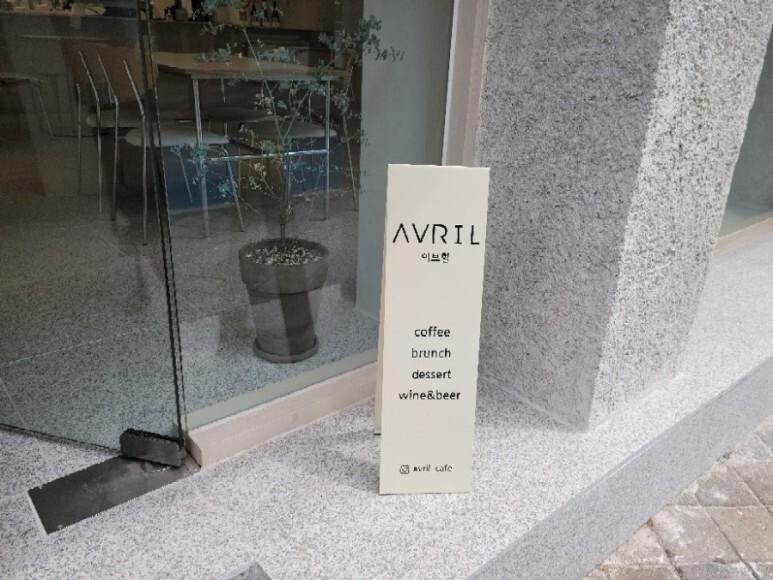 AVRIL
아브릴
coffee
brunch
dessert
wine&beer
avril_cafe